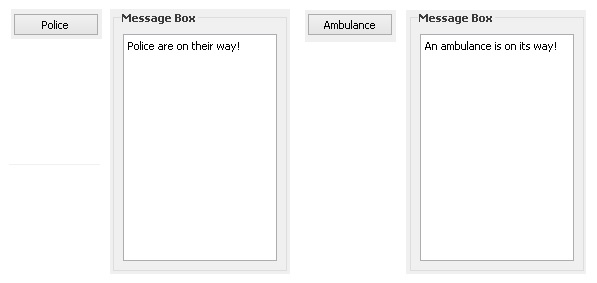 Police
Message Box
Police are on their way!
Ambulance
Message Box
An ambulance is on its way!